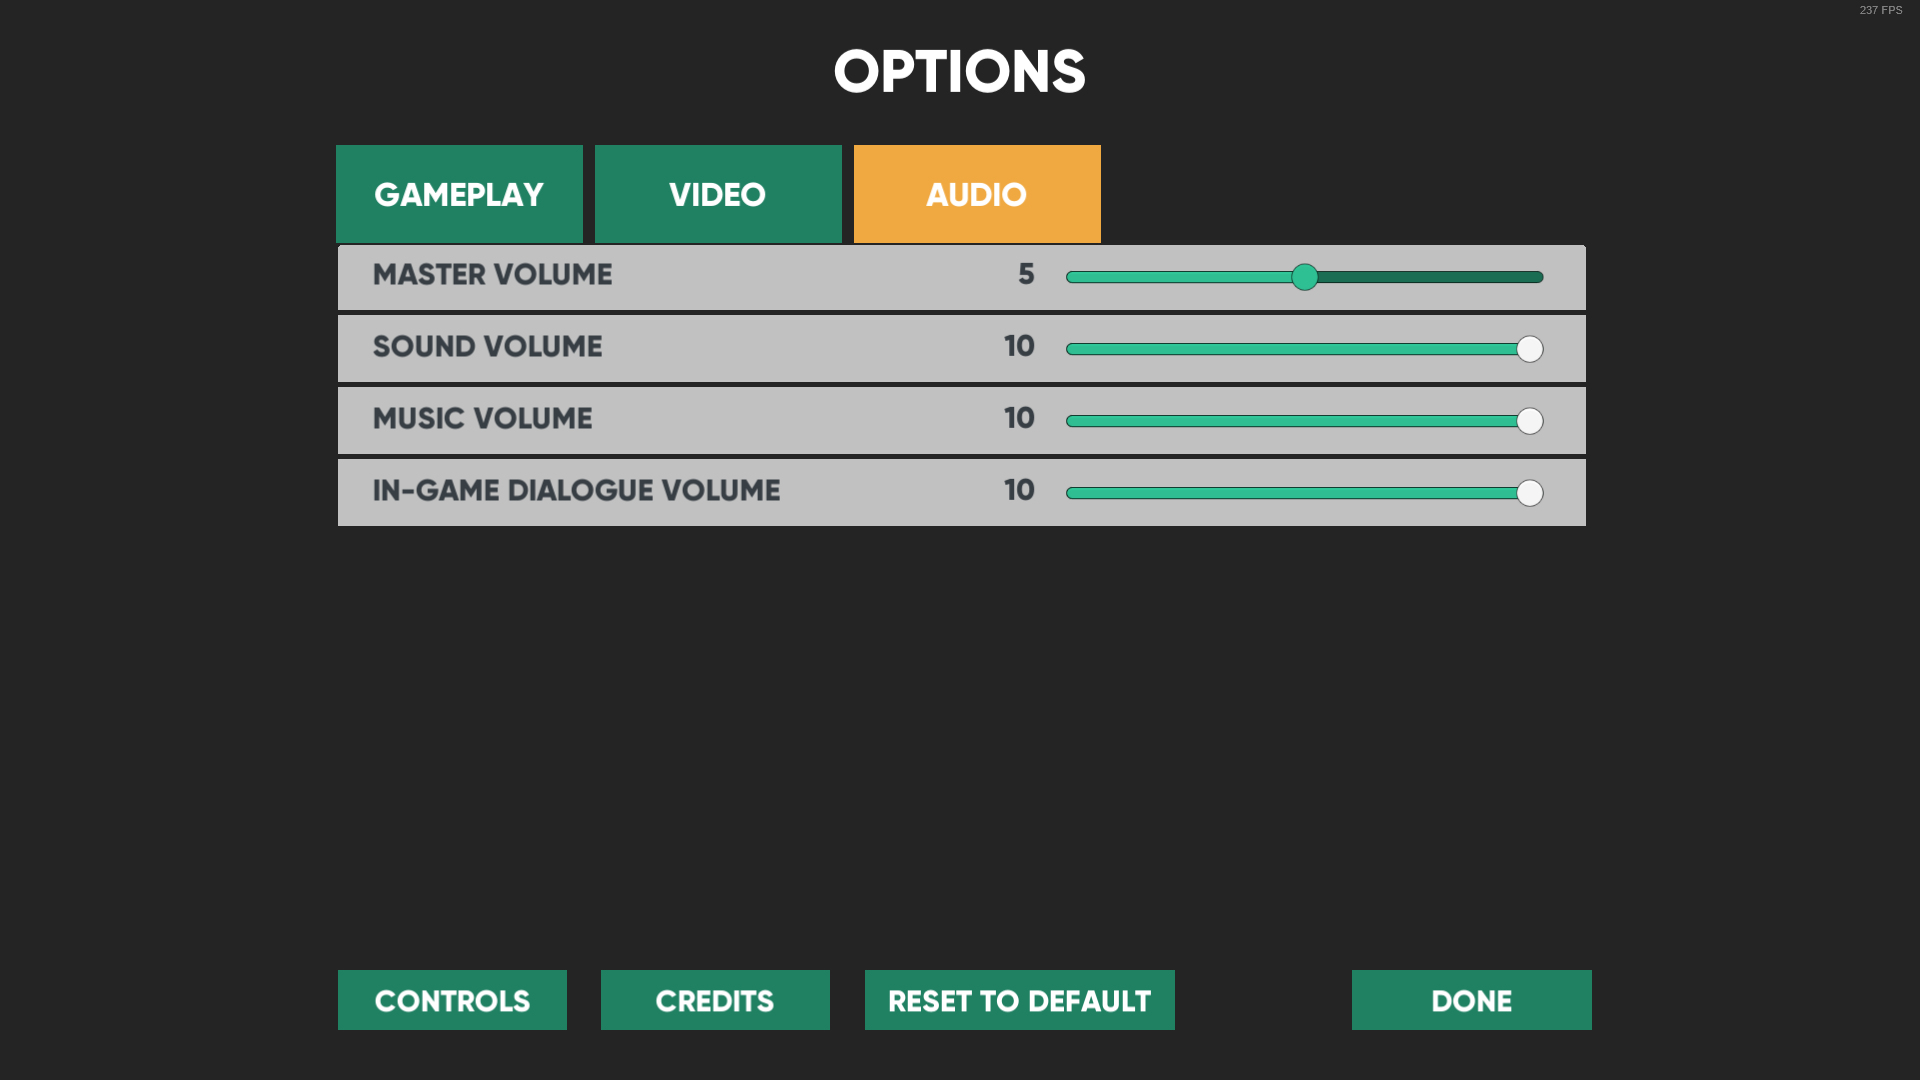 237 FPS
OPTIONS
GAMEPLAY VIDEO AUDIO
MASTER VOLUME 5
SOUND VOLUME 10
MUSIC VOLUME 10
IN-GAME DIALOGUE VOLUME 10
CONTROLS CREDITS RESET TO DEFAULT DONE